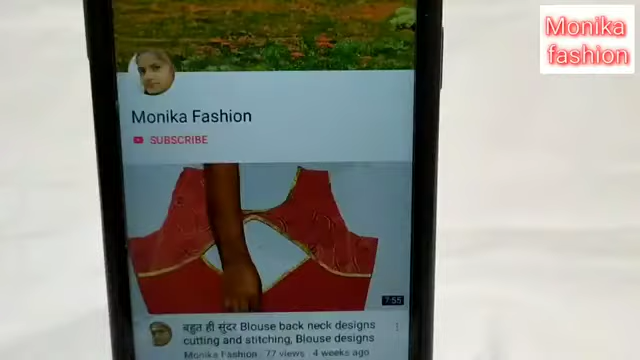 Monika
fashion
Monika Fashion
SUBSCRIBE
7:55
बहुत ही सुंदर Blouse back neck designs
cutting and stitching, Blouse designs
Monika Fashion · 77 views · 4 weeks ago